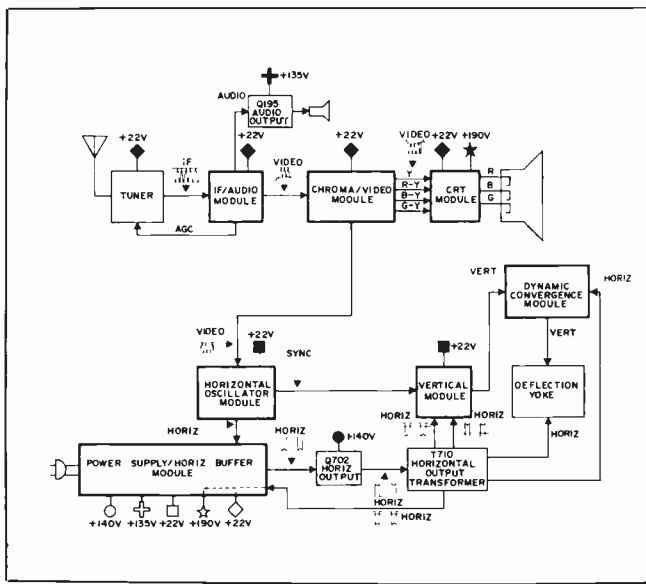 +135V
AUDIO
Q195
AUDIO
OUTPUT
+22V
+22V
+22V
VIDEO
+22V
+190V
IF
VIDEO
Y
R-Y
B-Y
G-Y
R
B
G
TUNER
IF/AUDIO
MODULE
CHROMA/VIDEO
MODULE
CRT
MODULE
AGC
VERT
DYNAMIC
CONVERGENCE
MODULE
HORIZ
VIDEO
+22V
SYNC
+22V
VERT
HORIZONTAL
OSCILLATOR
MODULE
VERTICAL
MODULE
DEFLECTION
YOKE
HORIZ
HORIZ
HORIZ
HORIZ
HORIZ
+140V
POWER SUPPLY/HORIZ BUFFER
MODULE
Q702
HORIZ
OUTPUT
T710
HORIZONTAL
OUTPUT
TRANSFORMER
HORIZ
HORIZ
+140V
+135V
+22V
+190V
+22V